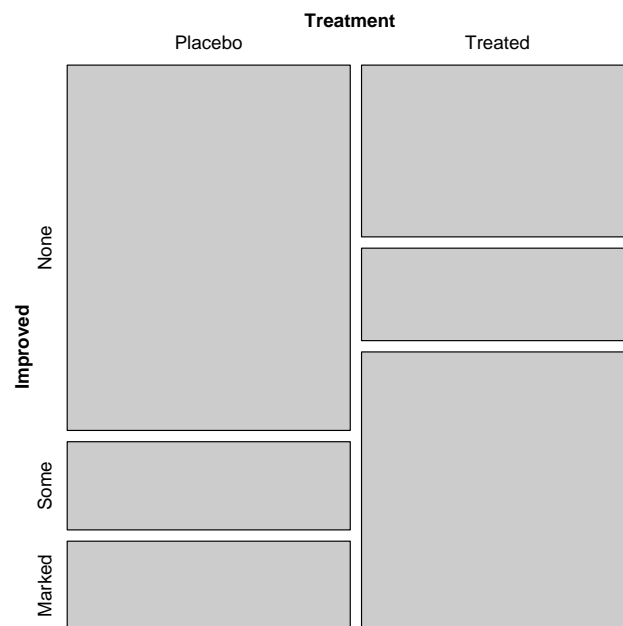 Treatment
Placebo Treated
None
Improved
Some
Marked